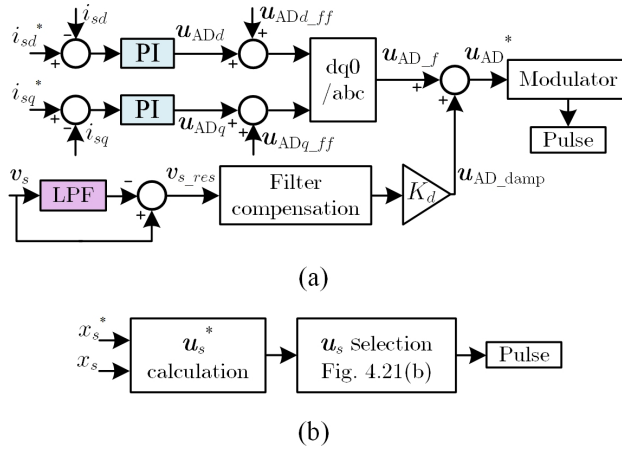 i_sd
i_sd*
PI
u_ADd
u_ADd_ff
dq0
/abc
u_AD_f
u_AD*
Modulator
Pulse
i_sq*
i_sq
PI
u_ADq
u_ADq_ff
v_s
LPF
v_s_res
Filter
compensation
K_d
u_AD_damp
(a)
x_s*
x_s
u_s*
calculation
u_s Selection
Fig. 4.21(b)
Pulse
(b)